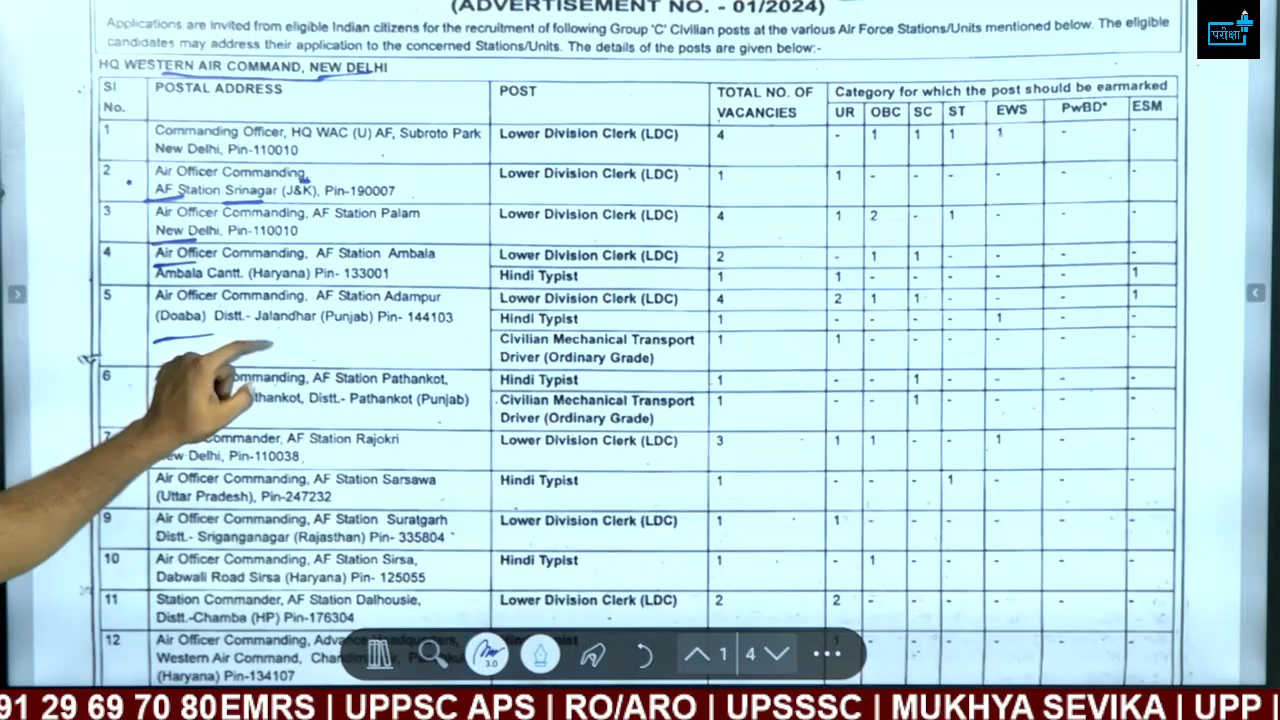 (ADVERTISEMENT NO. - 01/2024)
Applications are invited from eligible Indian citizens for the recruitment of following Group 'C' Civilian posts at the various Air Force Stations/Units mentioned below. The eligible
candidates may address their application to the concerned Stations/Units. The details of the posts are given below:-
परीक्षा
HQ WESTERN AIR COMMAND, NEW DELHI
Sl No. POSTAL ADDRESS POST TOTAL NO. OF VACANCIES Category for which the post should be earmarked
UR OBC SC ST EWS PwBD* ESM
1 Commanding Officer, HQ WAC (U) AF, Subroto Park Lower Division Clerk (LDC) 4 - 1 1 1 1 - -
New Delhi, Pin-110010
2 Air Officer Commanding, Lower Division Clerk (LDC) 1 1 - - - - - -
AF Station Srinagar (J&K), Pin-190007
3 Air Officer Commanding, AF Station Palam Lower Division Clerk (LDC) 4 1 2 - 1 - - -
New Delhi, Pin-110010
4 Air Officer Commanding, AF Station Ambala Lower Division Clerk (LDC) 2 - 1 1 - - - -
Ambala Cantt. (Haryana) Pin- 133001 Hindi Typist 1 1 - - - - - 1
5 Air Officer Commanding, AF Station Adampur Lower Division Clerk (LDC) 4 2 1 1 - - - 1
(Doaba) Distt.- Jalandhar (Punjab) Pin- 144103 Hindi Typist 1 - - - - 1 - -
Civilian Mechanical Transport 1 1 - - - - - -
Driver (Ordinary Grade)
6 ommanding, AF Station Pathankot, Hindi Typist 1 - - 1 - - - -
thankot, Distt.- Pathankot (Punjab) Civilian Mechanical Transport 1 - - 1 - - - -
Driver (Ordinary Grade)
7 ommander, AF Station Rajokri Lower Division Clerk (LDC) 3 1 1 - - 1 - -
New Delhi, Pin-110038
Air Officer Commanding, AF Station Sarsawa Hindi Typist 1 - - - 1 - - -
(Uttar Pradesh), Pin-247232
9 Air Officer Commanding, AF Station Suratgarh Lower Division Clerk (LDC) 1 1 - - - - - -
Distt.- Sriganganagar (Rajasthan) Pin- 335804
10 Air Officer Commanding, AF Station Sirsa, Hindi Typist 1 - 1 - - - - -
Dabwali Road Sirsa (Haryana) Pin- 125055
11 Station Commander, AF Station Dalhousie, Lower Division Clerk (LDC) 2 2 - - - - - -
Distt.-Chamba (HP) Pin-176304
12 Air Officer Commanding, Hindi Typist 1 - - - - - -
Western Air Command,
(Haryana) Pin-134107
3.0 1 4
91 29 69 70 80 EMRS | UPPSC APS | RO/ARO | UPSSSC | MUKHYA SEVIKA | UPP |